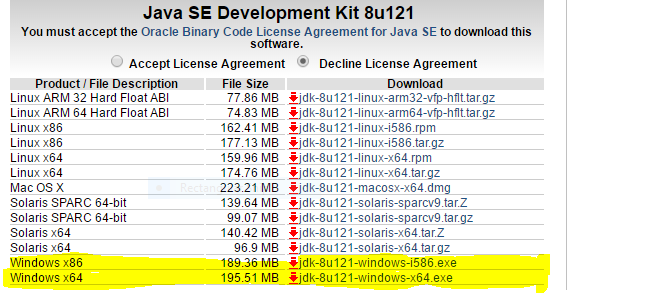 Java SE Development Kit 8u121
You must accept the Oracle Binary Code License Agreement for Java SE to download this
software.
Accept License Agreement Decline License Agreement
Product / File Description File Size Download
Linux ARM 32 Hard Float ABI 77.86 MB jdk-8u121-linux-arm32-vfp-hflt.tar.gz
Linux ARM 64 Hard Float ABI 74.83 MB jdk-8u121-linux-arm64-vfp-hflt.tar.gz
Linux x86 162.41 MB jdk-8u121-linux-i586.rpm
Linux x86 177.13 MB jdk-8u121-linux-i586.tar.gz
Linux x64 159.96 MB jdk-8u121-linux-x64.rpm
Linux x64 174.76 MB jdk-8u121-linux-x64.tar.gz
Mac OS X 223.21 MB jdk-8u121-macosx-x64.dmg
Solaris SPARC 64-bit 139.64 MB jdk-8u121-solaris-sparcv9.tar.Z
Solaris SPARC 64-bit 99.07 MB jdk-8u121-solaris-sparcv9.tar.gz
Solaris x64 140.42 MB jdk-8u121-solaris-x64.tar.Z
Solaris x64 96.9 MB jdk-8u121-solaris-x64.tar.gz
Windows x86 189.36 MB jdk-8u121-windows-i586.exe
Windows x64 195.51 MB jdk-8u121-windows-x64.exe